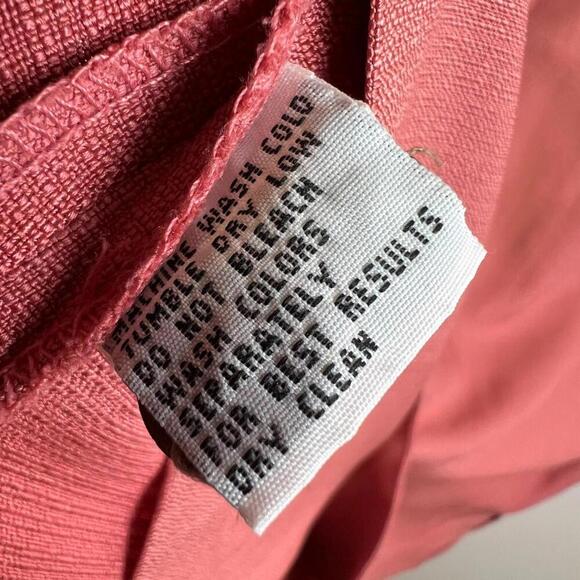 MACHINE WASH COLD
TUMBLE DRY LOW
DO NOT BLEACH
WASH COLORS
SEPARATELY
FOR BEST RESULTS
DRY CLEAN